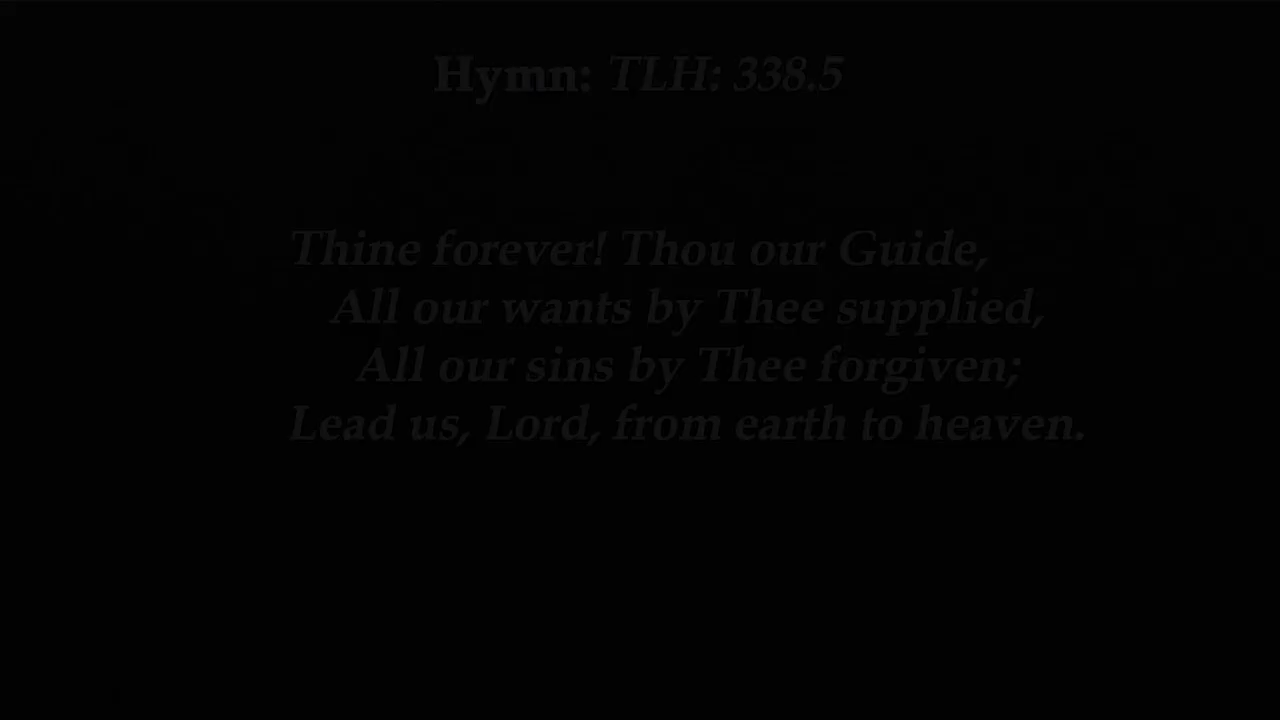 Hymn: TLH: 338.5
Thine forever! Thou our Guide,
All our wants by Thee supplied,
All our sins by Thee forgiven;
Lead us, Lord, from earth to heaven.